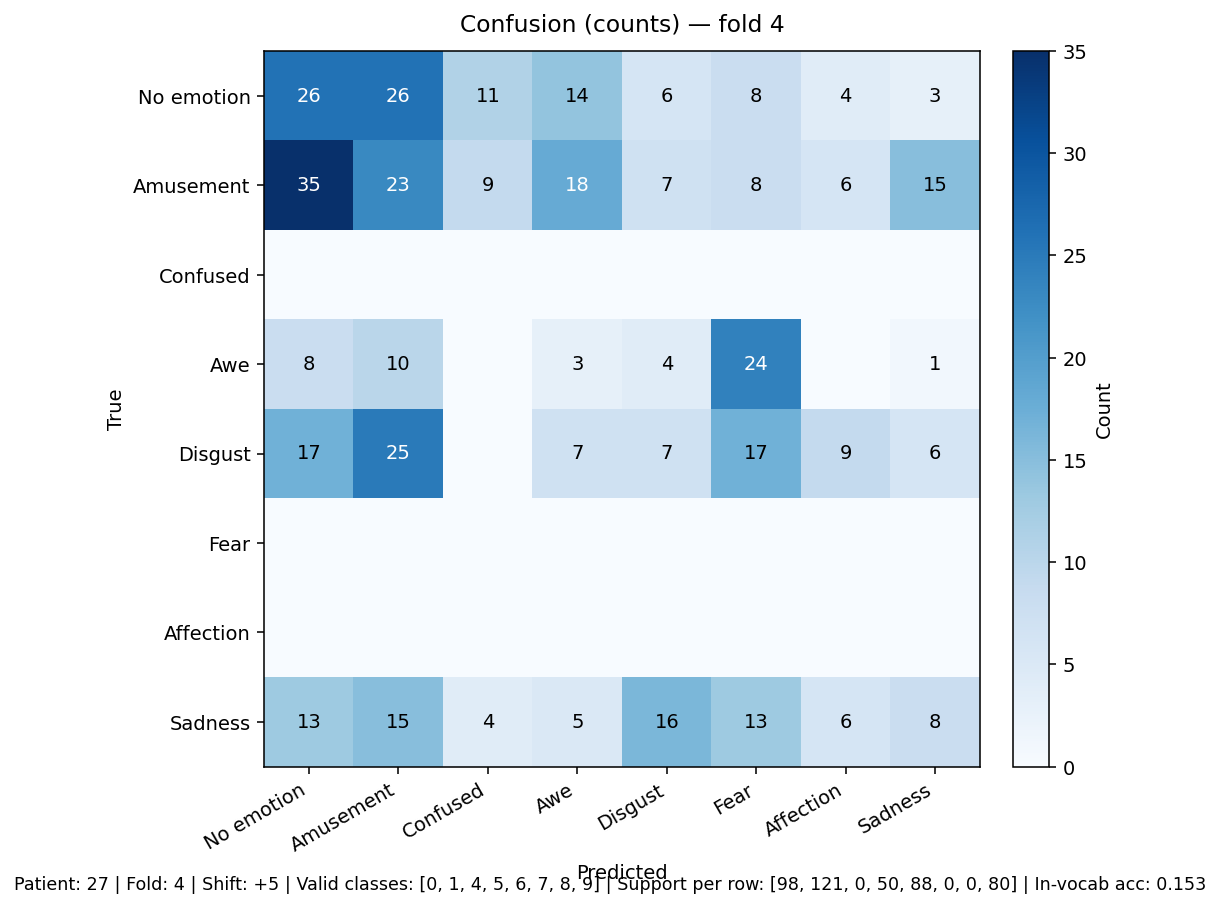 Confusion (counts) — fold 4
No emotion 26 26 11 14 6 8 4 3
Amusement 35 23 9 18 7 8 6 15
Confused
Awe 8 10 3 4 24 1
Disgust 17 25 7 7 17 9 6
Fear
Affection
Sadness 13 15 4 5 16 13 6 8
True
No emotion Amusement Confused Awe Disgust Fear Affection Sadness
Predicted
35
30
25
20
15
10
5
0
Count
Patient: 27 | Fold: 4 | Shift: +5 | Valid classes: [0, 1, 4, 5, 6, 7, 8, 9] | Support per row: [98, 121, 0, 50, 88, 0, 0, 80] | In-vocab acc: 0.153